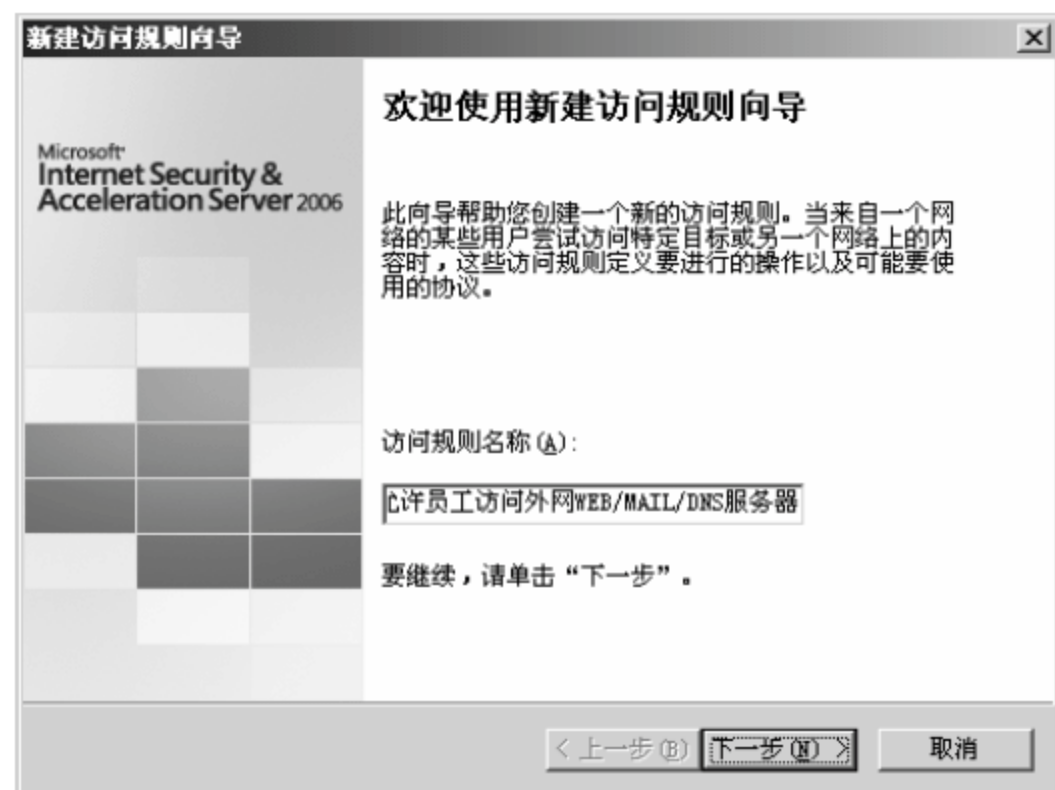 新建访问规则向导
欢迎使用新建访问规则向导
Microsoft
Internet Security &
Acceleration Server 2006
此向导帮助您创建一个新的访问规则。当来自一个网
络的某些用户尝试访问特定目标或另一个网络上的内
容时，这些访问规则定义要进行的操作以及可能要使
用的协议。
访问规则名称(A):
许员工访问外网WEB/MAIL/DNS服务器
要继续，请单击“下一步”。
< 上一步(B)
下一步(N) >
取消